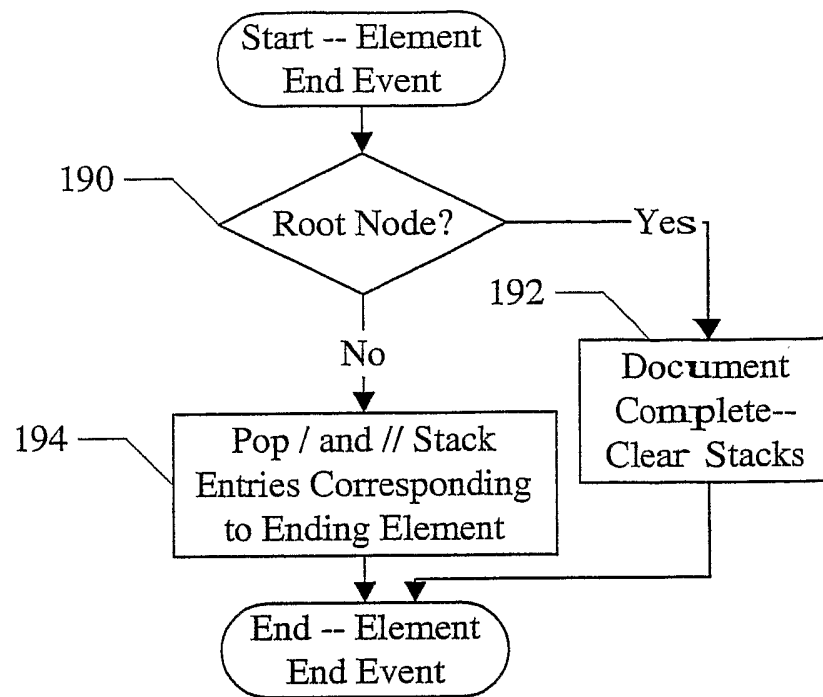 Start -- Element
End Event
190
Root Node?
Yes
192
No
Document
Complete--
Clear Stacks
194
Pop / and // Stack
Entries Corresponding
to Ending Element
End -- Element
End Event